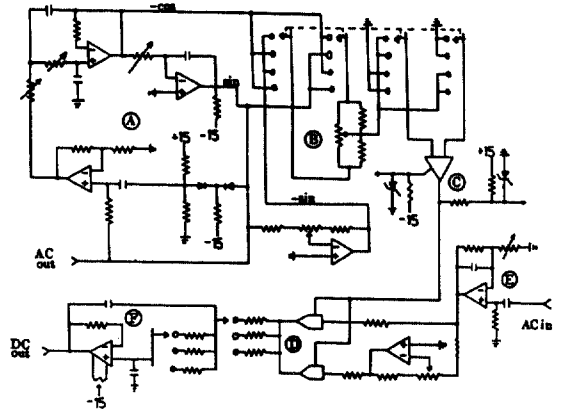 -cos
sin
Ⓐ
+15
-15
Ⓑ
+15
-15
Ⓒ
-15
-sin
AC
out
Ⓔ
Ⓕ
AC in
DC
out
Ⓓ
-15